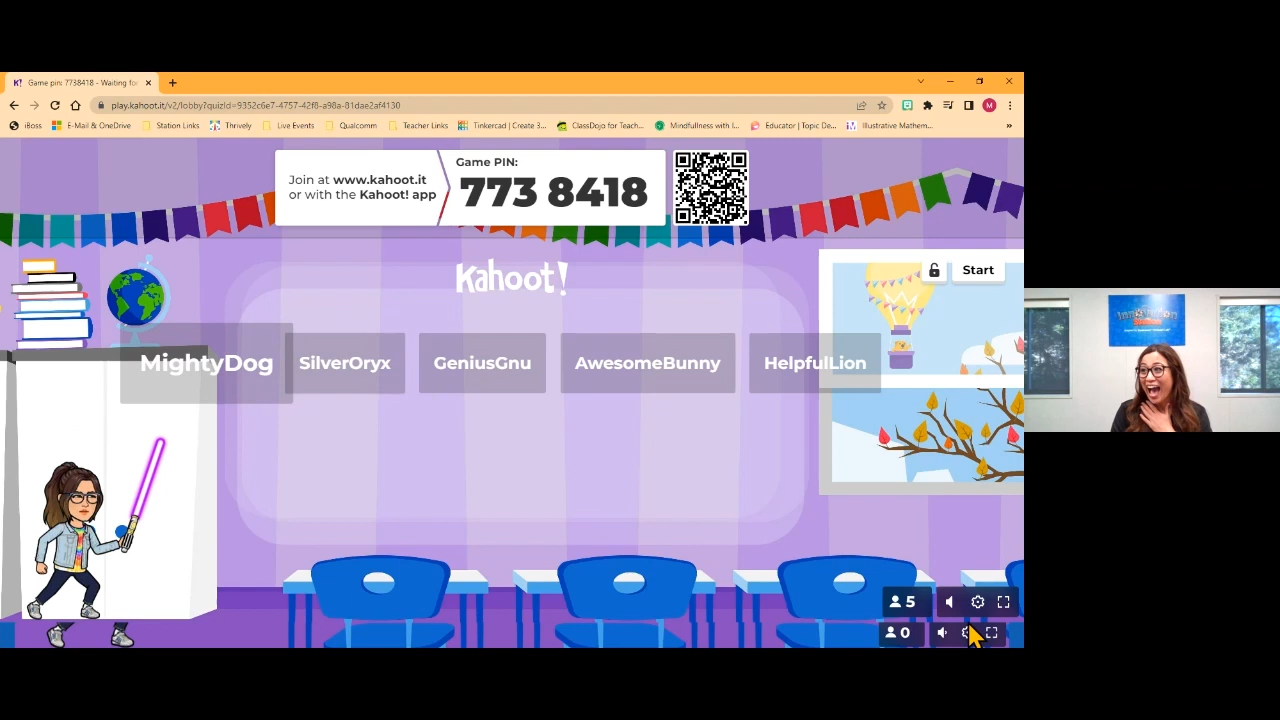 K! Game pin: 7738418 - Waiting for
play.kahoot.it/v2/lobby?quizId=9352c6e7-4757-42f8-a98a-81dae2af4130
M
iBoss E-Mail & OneDrive Station Links Thrively Live Events Qualcomm Teacher Links Tinkercad | Create 3... ClassDojo for Teach... Mindfullness with I... Educator | Topic De... Illustrative Mathem... »
Join at www.kahoot.it
or with the Kahoot! app
Game PIN:
773 8418
Kahoot!
Start
MightyDog SilverOryx GeniusGnu AwesomeBunny HelpfulLion
5
0
Innovation